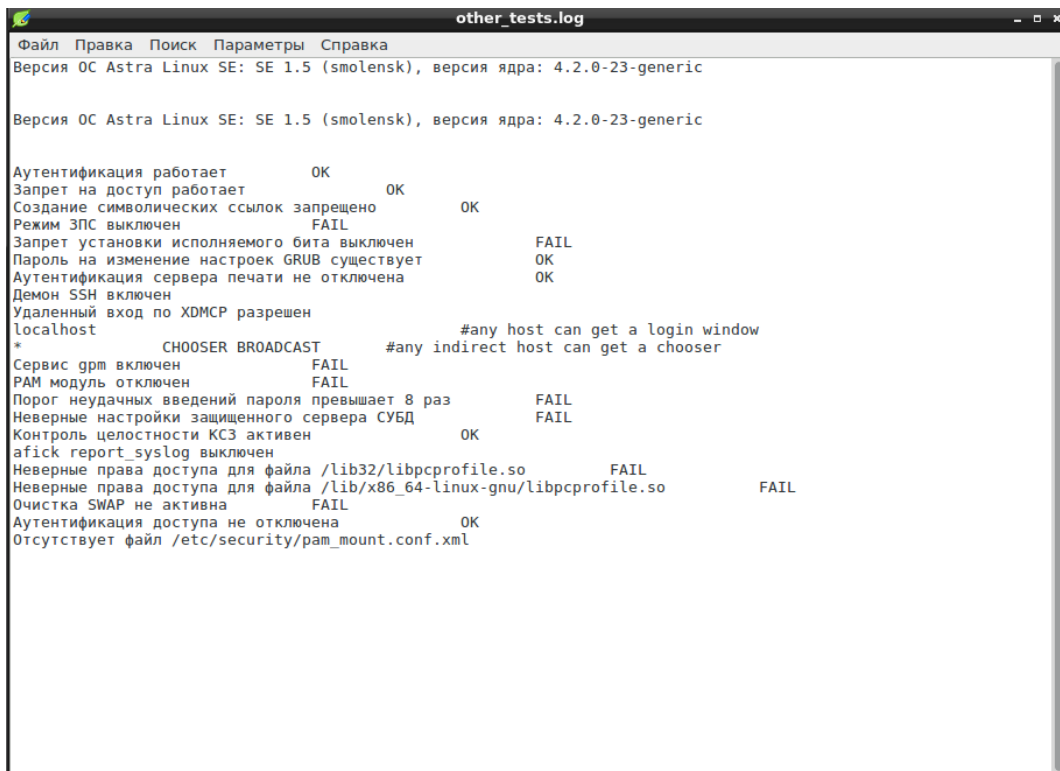 other_tests.log
Файл Правка Поиск Параметры Справка
Версия ОС Astra Linux SE: SE 1.5 (smolensk), версия ядра: 4.2.0-23-generic
Версия ОС Astra Linux SE: SE 1.5 (smolensk), версия ядра: 4.2.0-23-generic
Аутентификация работает OK
Запрет на доступ работает OK
Создание символических ссылок запрещено OK
Режим ЗПС выключен FAIL
Запрет установки исполняемого бита выключен FAIL
Пароль на изменение настроек GRUB существует OK
Аутентификация сервера печати не отключена OK
Демон SSH включен
Удаленный вход по XDMCP разрешен
localhost #any host can get a login window
* CHOOSER BROADCAST #any indirect host can get a chooser
Сервис gpm включен FAIL
PAM модуль отключен FAIL
Порог неудачных введений пароля превышает 8 раз FAIL
Неверные настройки защищенного сервера СУБД FAIL
Контроль целостности КСЗ активен OK
afick report_syslog выключен
Неверные права доступа для файла /lib32/libpcprofile.so FAIL
Неверные права доступа для файла /lib/x86_64-linux-gnu/libpcprofile.so FAIL
Очистка SWAP не активна FAIL
Аутентификация доступа не отключена OK
Отсутствует файл /etc/security/pam_mount.conf.xml